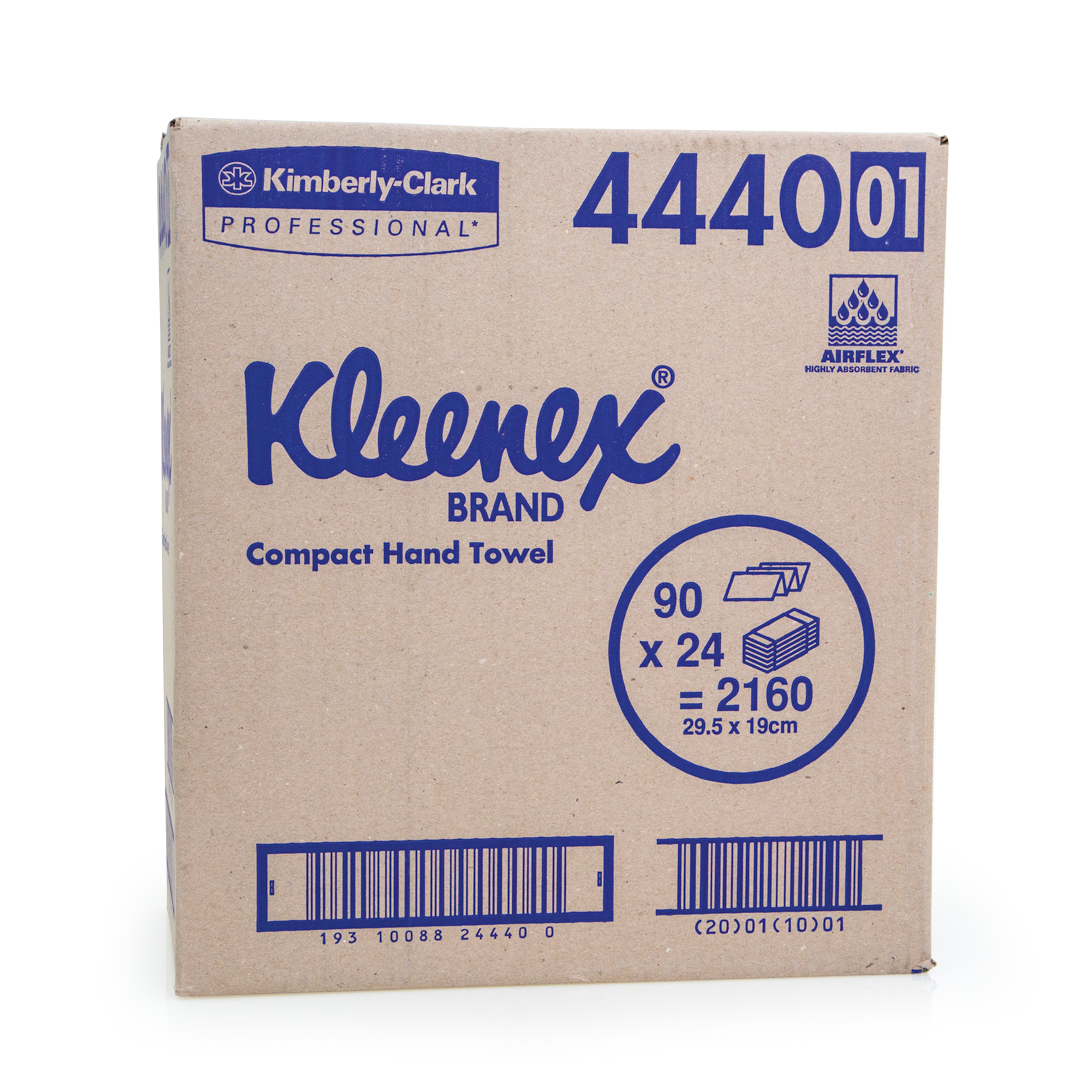 Kimberly-Clark
PROFESSIONAL*
4440 01
AIRFLEX*
HIGHLY ABSORBENT FABRIC
Kleenex®
BRAND
Compact Hand Towel
90
x 24
= 2160
29.5 x 19cm
193 10088 24440 0
(20)01(10)01